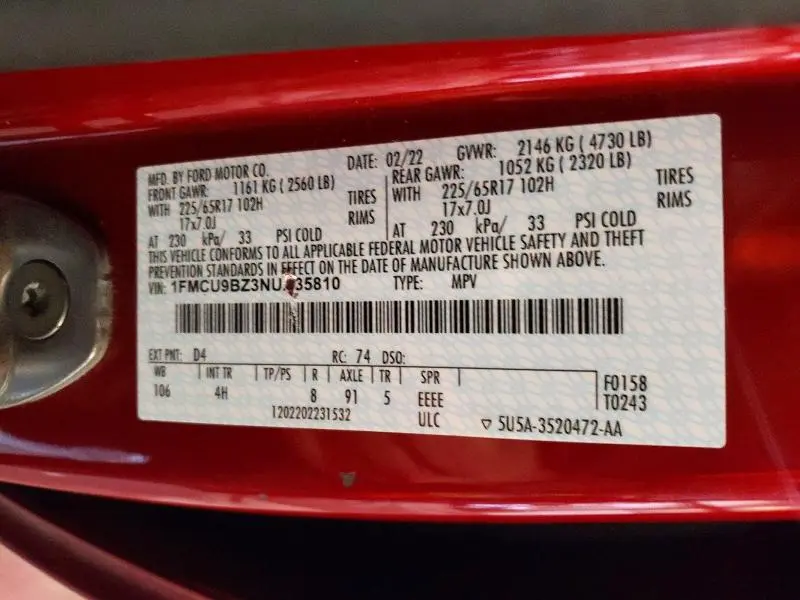 MFD. BY FORD MOTOR CO. DATE: 02/22 GVWR: 2146 KG ( 4730 LB)
FRONT GAWR: 1161 KG ( 2560 LB) REAR GAWR: 1052 KG ( 2320 LB)
WITH 225/65R17 102H TIRES WITH 225/65R17 102H TIRES
17x7.0J RIMS 17x7.0J RIMS
AT 230 kPa/ 33 PSI COLD AT 230 kPa/ 33 PSI COLD
THIS VEHICLE CONFORMS TO ALL APPLICABLE FEDERAL MOTOR VEHICLE SAFETY AND THEFT
PREVENTION STANDARDS IN EFFECT ON THE DATE OF MANUFACTURE SHOWN ABOVE.
VIN: TYPE: MPV
EXT PNT: D4 RC: 74 DSO:
WB INT TR TP/PS R AXLE TR SPR
106 4H 8 91 5 EEEE
F0158
T0243
1202202231532 ULC
5U5A-3520472-AA